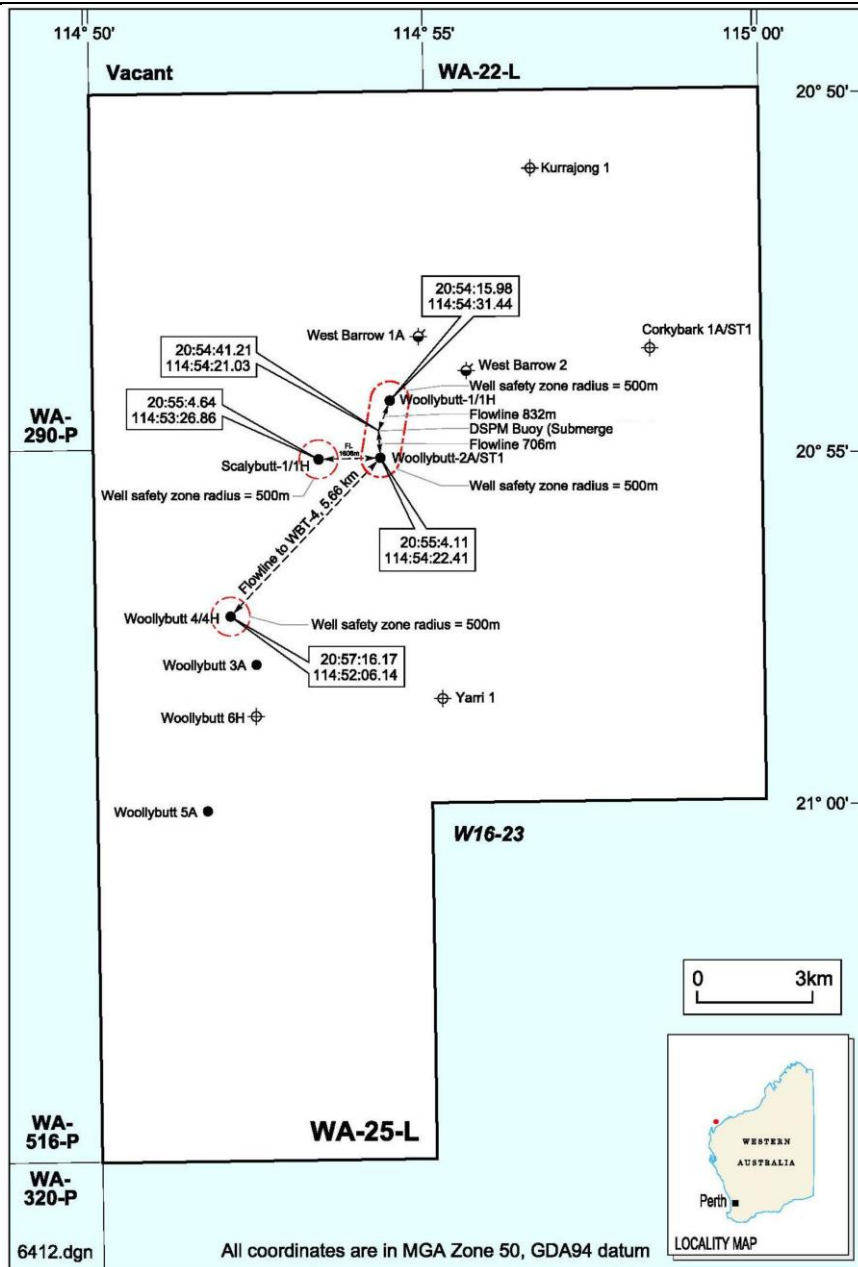 114° 50'
114° 55'
115° 00'
Vacant
WA-22-L
20° 50'
Kurrajong 1
20:54:15.98
114:54:31.44
Corkybark 1A/ST1
West Barrow 1A
20:54:41.21
114:54:21.03
West Barrow 2
Well safety zone radius = 500m
Woollybutt-1/1H
20:55:4.64
114:53:26.86
Flowline 832m
DSPM Buoy (Submerge
WA-
290-P
Flowline 706m
20° 55'
FL
1606m
Woollybutt-2A/ST1
Scalybutt-1/1H
Well safety zone radius = 500m
Well safety zone radius = 500m
Flowline to WBT-4, 5.66 km
20:55:4.11
114:54:22.41
Woollybutt 4/4H
Well safety zone radius = 500m
20:57:16.17
114:52:06.14
Woollybutt 3A
Yarri 1
Woollybutt 6H
21° 00'
Woollybutt 5A
W16-23
0 3km
WA-
516-P
WA-25-L
WA-
320-P
WESTERN
AUSTRALIA
Perth
LOCALITY MAP
6412.dgn
All coordinates are in MGA Zone 50, GDA94 datum